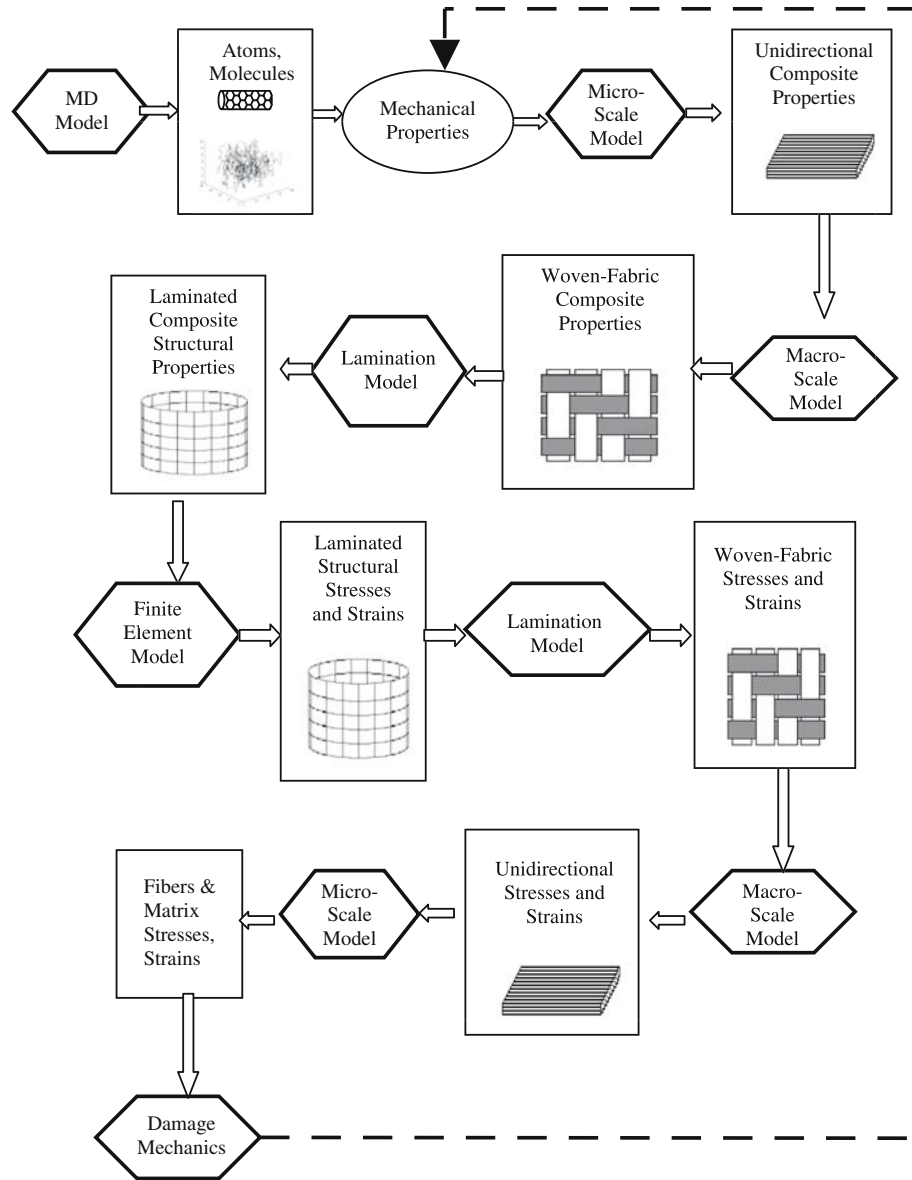 MD
Model
Atoms,
Molecules
Mechanical
Properties
Micro-
Scale
Model
Unidirectional
Composite
Properties
Macro-
Scale
Model
Woven-Fabric
Composite
Properties
Lamination
Model
Laminated
Composite
Structural
Properties
Finite
Element
Model
Laminated
Structural
Stresses
and Strains
Lamination
Model
Woven-Fabric
Stresses and
Strains
Macro-
Scale
Model
Unidirectional
Stresses and
Strains
Micro-
Scale
Model
Fibers &
Matrix
Stresses,
Strains
Damage
Mechanics